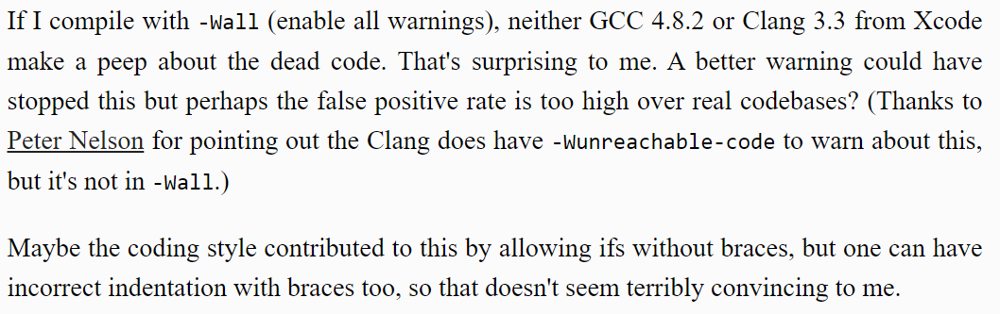 If I compile with -Wall (enable all warnings), neither GCC 4.8.2 or Clang 3.3 from Xcode
make a peep about the dead code. That's surprising to me. A better warning could have
stopped this but perhaps the false positive rate is too high over real codebases? (Thanks to
Peter Nelson for pointing out the Clang does have -Wunreachable-code to warn about this,
but it's not in -Wall.)
Maybe the coding style contributed to this by allowing ifs without braces, but one can have
incorrect indentation with braces too, so that doesn't seem terribly convincing to me.